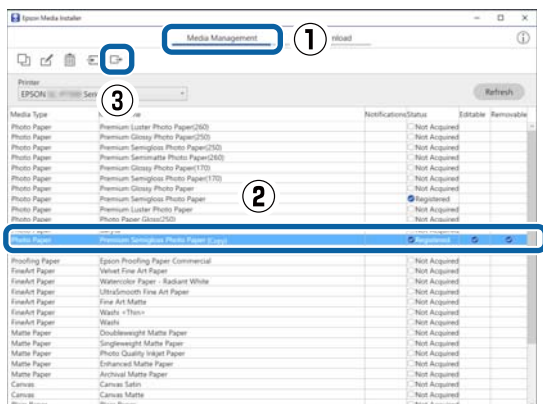 Epson Media Installer
Media Management
nload
1
3
Printer
EPSON
Seri
Refresh
Media Type Notifications Status Editable Removable
Photo Paper Premium Luster Photo Paper(260) Not Acquired
Photo Paper Premium Glossy Photo Paper(250) Not Acquired
Photo Paper Premium Semigloss Photo Paper(250) Not Acquired
Photo Paper Premium Semimatte Photo Paper(260) Not Acquired
Photo Paper Premium Glossy Photo Paper(170) Not Acquired
Photo Paper Premium Semigloss Photo Paper(170) Not Acquired
Photo Paper Premium Glossy Photo Paper Not Acquired
Photo Paper Premium Semigloss Photo Paper Registered
Photo Paper Premium Luster Photo Paper Not Acquired
Photo Paper Photo Paper Gloss(250) Not Acquired
2
Photo Paper Premium Semigloss Photo Paper (Copy) Registered
Proofing Paper Epson Proofing Paper Commercial Not Acquired
FineArt Paper Velvet Fine Art Paper Not Acquired
FineArt Paper Watercolor Paper - Radiant White Not Acquired
FineArt Paper UltraSmooth Fine Art Paper Not Acquired
FineArt Paper Fine Art Matte Not Acquired
FineArt Paper Washi <Thin> Not Acquired
FineArt Paper Washi Not Acquired
Matte Paper Doubleweight Matte Paper Not Acquired
Matte Paper Singleweight Matte Paper Not Acquired
Matte Paper Photo Quality Inkjet Paper Not Acquired
Matte Paper Enhanced Matte Paper Not Acquired
Matte Paper Archival Matte Paper Not Acquired
Canvas Canvas Satin Not Acquired
Canvas Canvas Matte Not Acquired